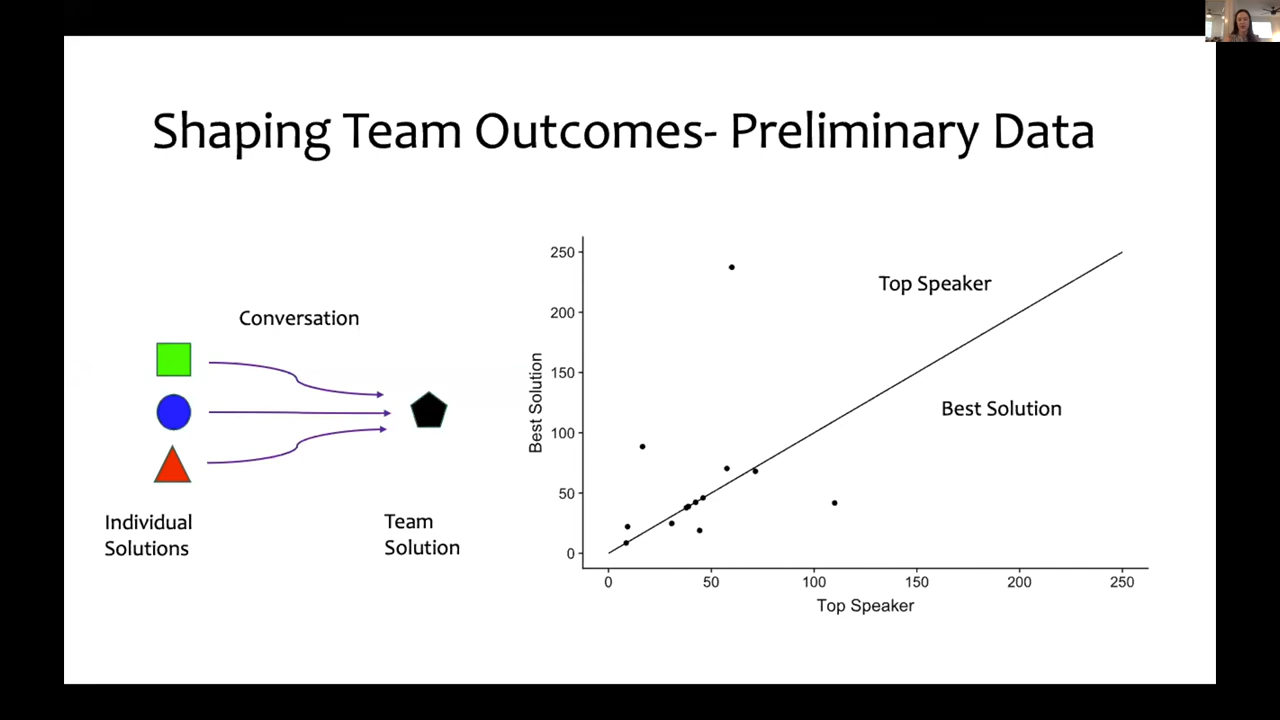 Shaping Team Outcomes- Preliminary Data
Conversation
Individual
Solutions
Team
Solution
Best Solution
250
200
150
100
50
0
0
50
100
150
200
250
Top Speaker
Top Speaker
Best Solution